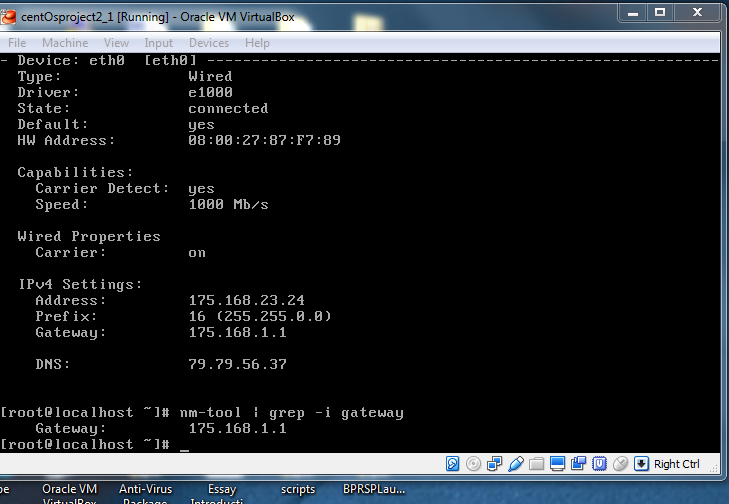 centOsproject2_1 [Running] - Oracle VM VirtualBox
File Machine View Input Devices Help
- Device: eth0 [eth0] ----------------------------------------------------------
Type: Wired
Driver: e1000
State: connected
Default: yes
HW Address: 08:00:27:87:F7:89
Capabilities:
Carrier Detect: yes
Speed: 1000 Mb/s
Wired Properties
Carrier: on
IPv4 Settings:
Address: 175.168.23.24
Prefix: 16 (255.255.0.0)
Gateway: 175.168.1.1
DNS: 79.79.56.37
[root@localhost ~]# nm-tool | grep -i gateway
Gateway: 175.168.1.1
[root@localhost ~]# _
Right Ctrl
pe Oracle VM Anti-Virus Essay scripts BPRSPLau...
VirtualBox Package Introducti